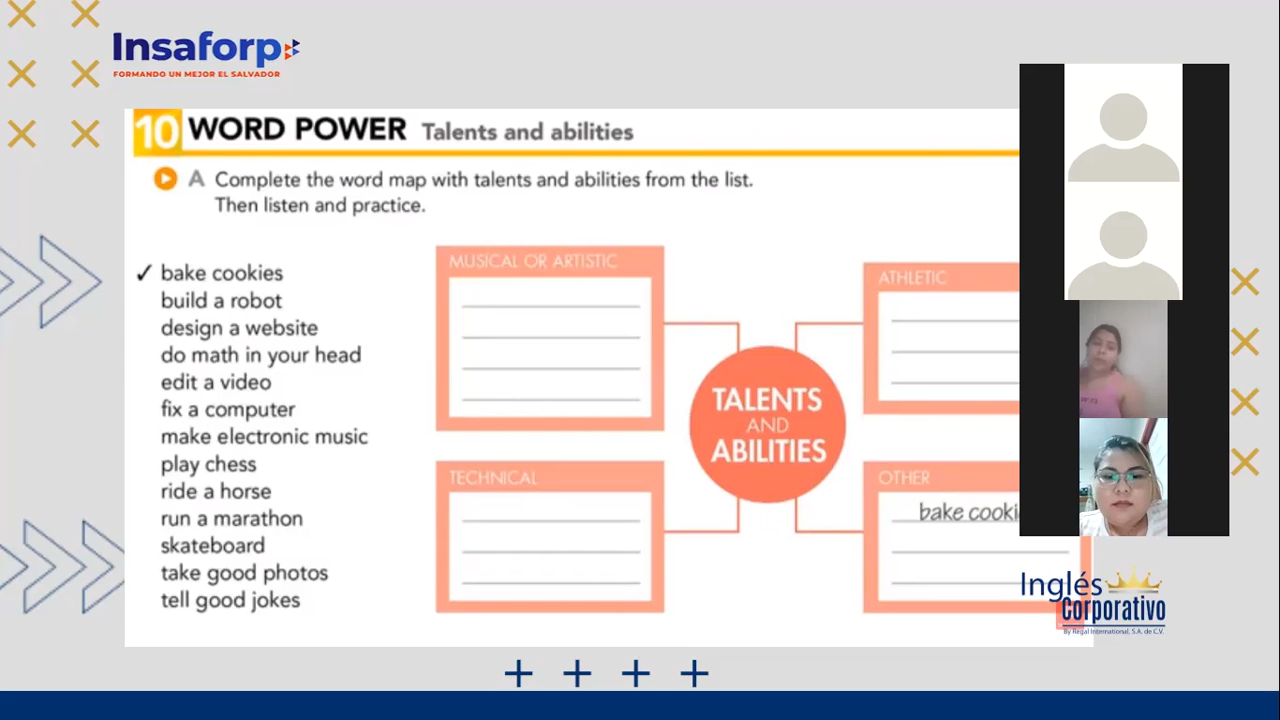 Insaforp
FORMANDO UN MEJOR EL SALVADOR
10 WORD POWER Talents and abilities
A Complete the word map with talents and abilities from the list.
Then listen and practice.
✓ bake cookies
build a robot
design a website
do math in your head
edit a video
fix a computer
make electronic music
play chess
ride a horse
run a marathon
skateboard
take good photos
tell good jokes
MUSICAL OR ARTISTIC
ATHLETIC
TALENTS
AND
ABILITIES
TECHNICAL
OTHER
bake
Inglés
Corporativo
By Regal International, S.A. de C.V.